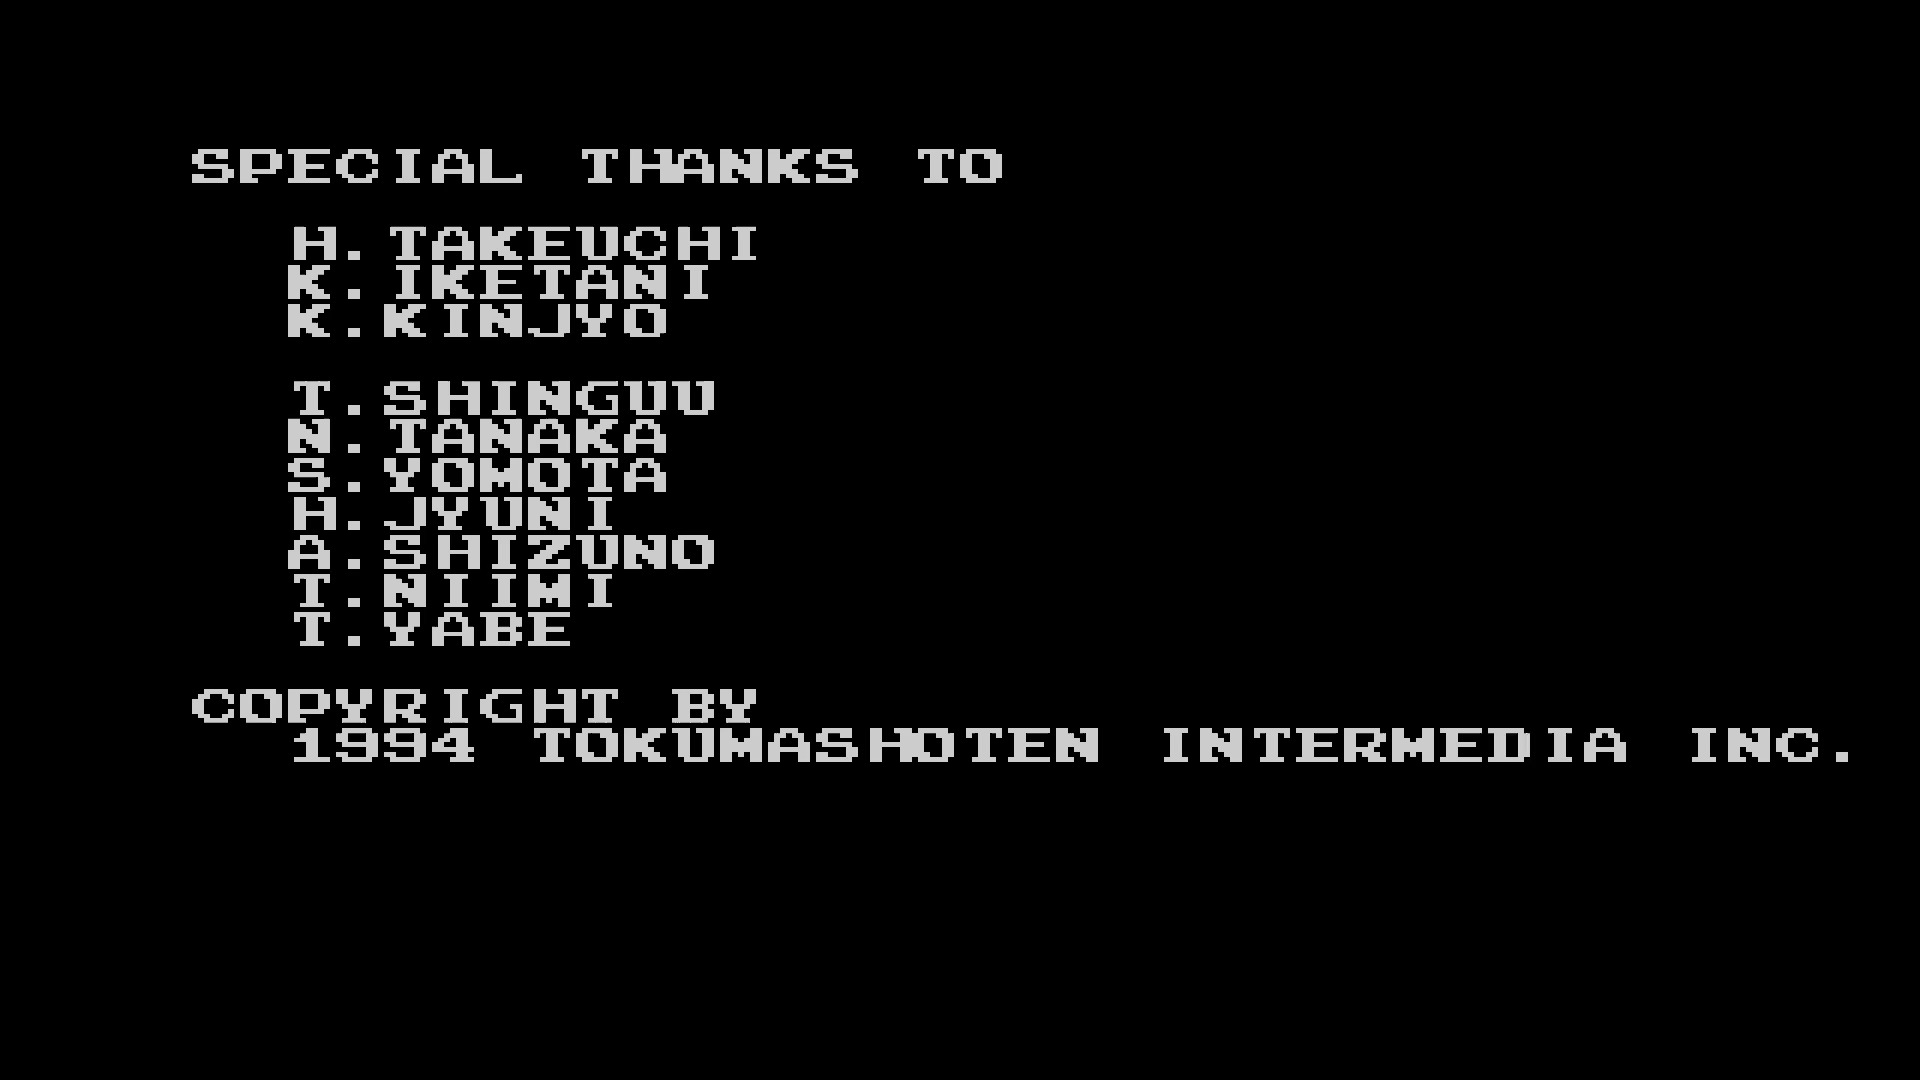 SPECIAL THANKS TO
H.TAKEUCHI
K.IKETANI
K.KINJYO
T.SHINGUU
N.TANAKA
S.YOMOTA
H.JYUNI
A.SHIZUNO
T.NIIMI
T.YABE
COPYRIGHT BY
1994 TOKUMASHOTEN INTERMEDIA INC.